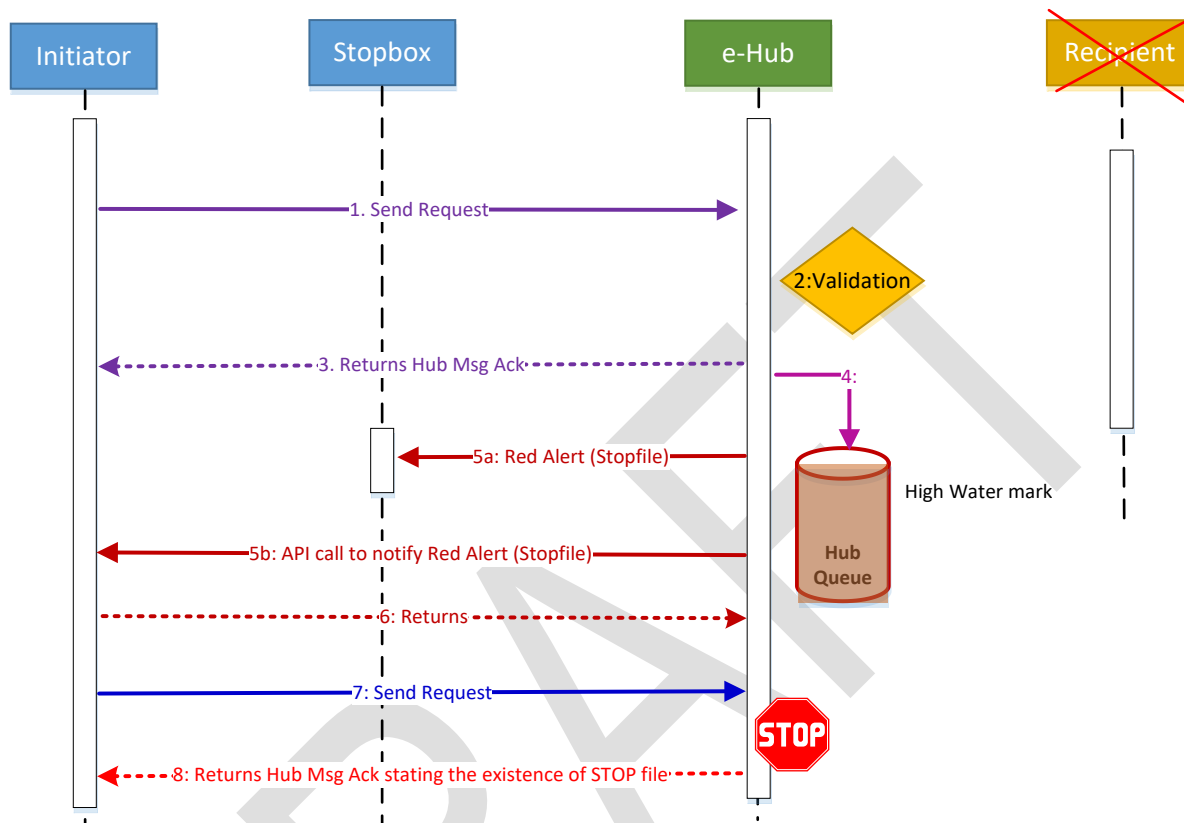 Initiator
Stopbox
e-Hub
Recipient
1. Send Request
2:Validation
3. Returns Hub Msg Ack
4:
5a: Red Alert (Stopfile)
High Water mark
5b: API call to notify Red Alert (Stopfile)
Hub
Queue
6: Returns
7: Send Request
STOP
8: Returns Hub Msg Ack stating the existence of STOP file
DRAFT